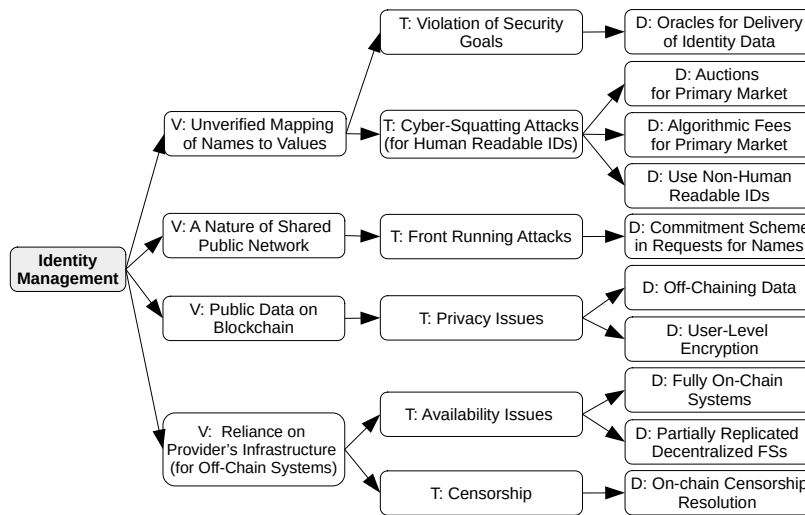 Identity
Management
V: Unverified Mapping
of Names to Values
V: A Nature of Shared
Public Network
V: Public Data on
Blockchain
V:  Reliance on
Provider's Infrastructure
(for Off-Chain Systems)
T: Violation of Security
Goals
T: Cyber-Squatting Attacks
(for Human Readable IDs)
T: Front Running Attacks
T: Privacy Issues
T: Availability Issues
T: Censorship
D: Oracles for Delivery
of Identity Data
D: Auctions
for Primary Market
D: Algorithmic Fees
for Primary Market
D: Use Non-Human
Readable IDs
D: Commitment Scheme
in Requests for Names
D: Off-Chaining Data
D: User-Level
Encryption
D: Fully On-Chain
Systems
D: Partially Replicated
Decentralized FSs
D: On-chain Censorship
Resolution